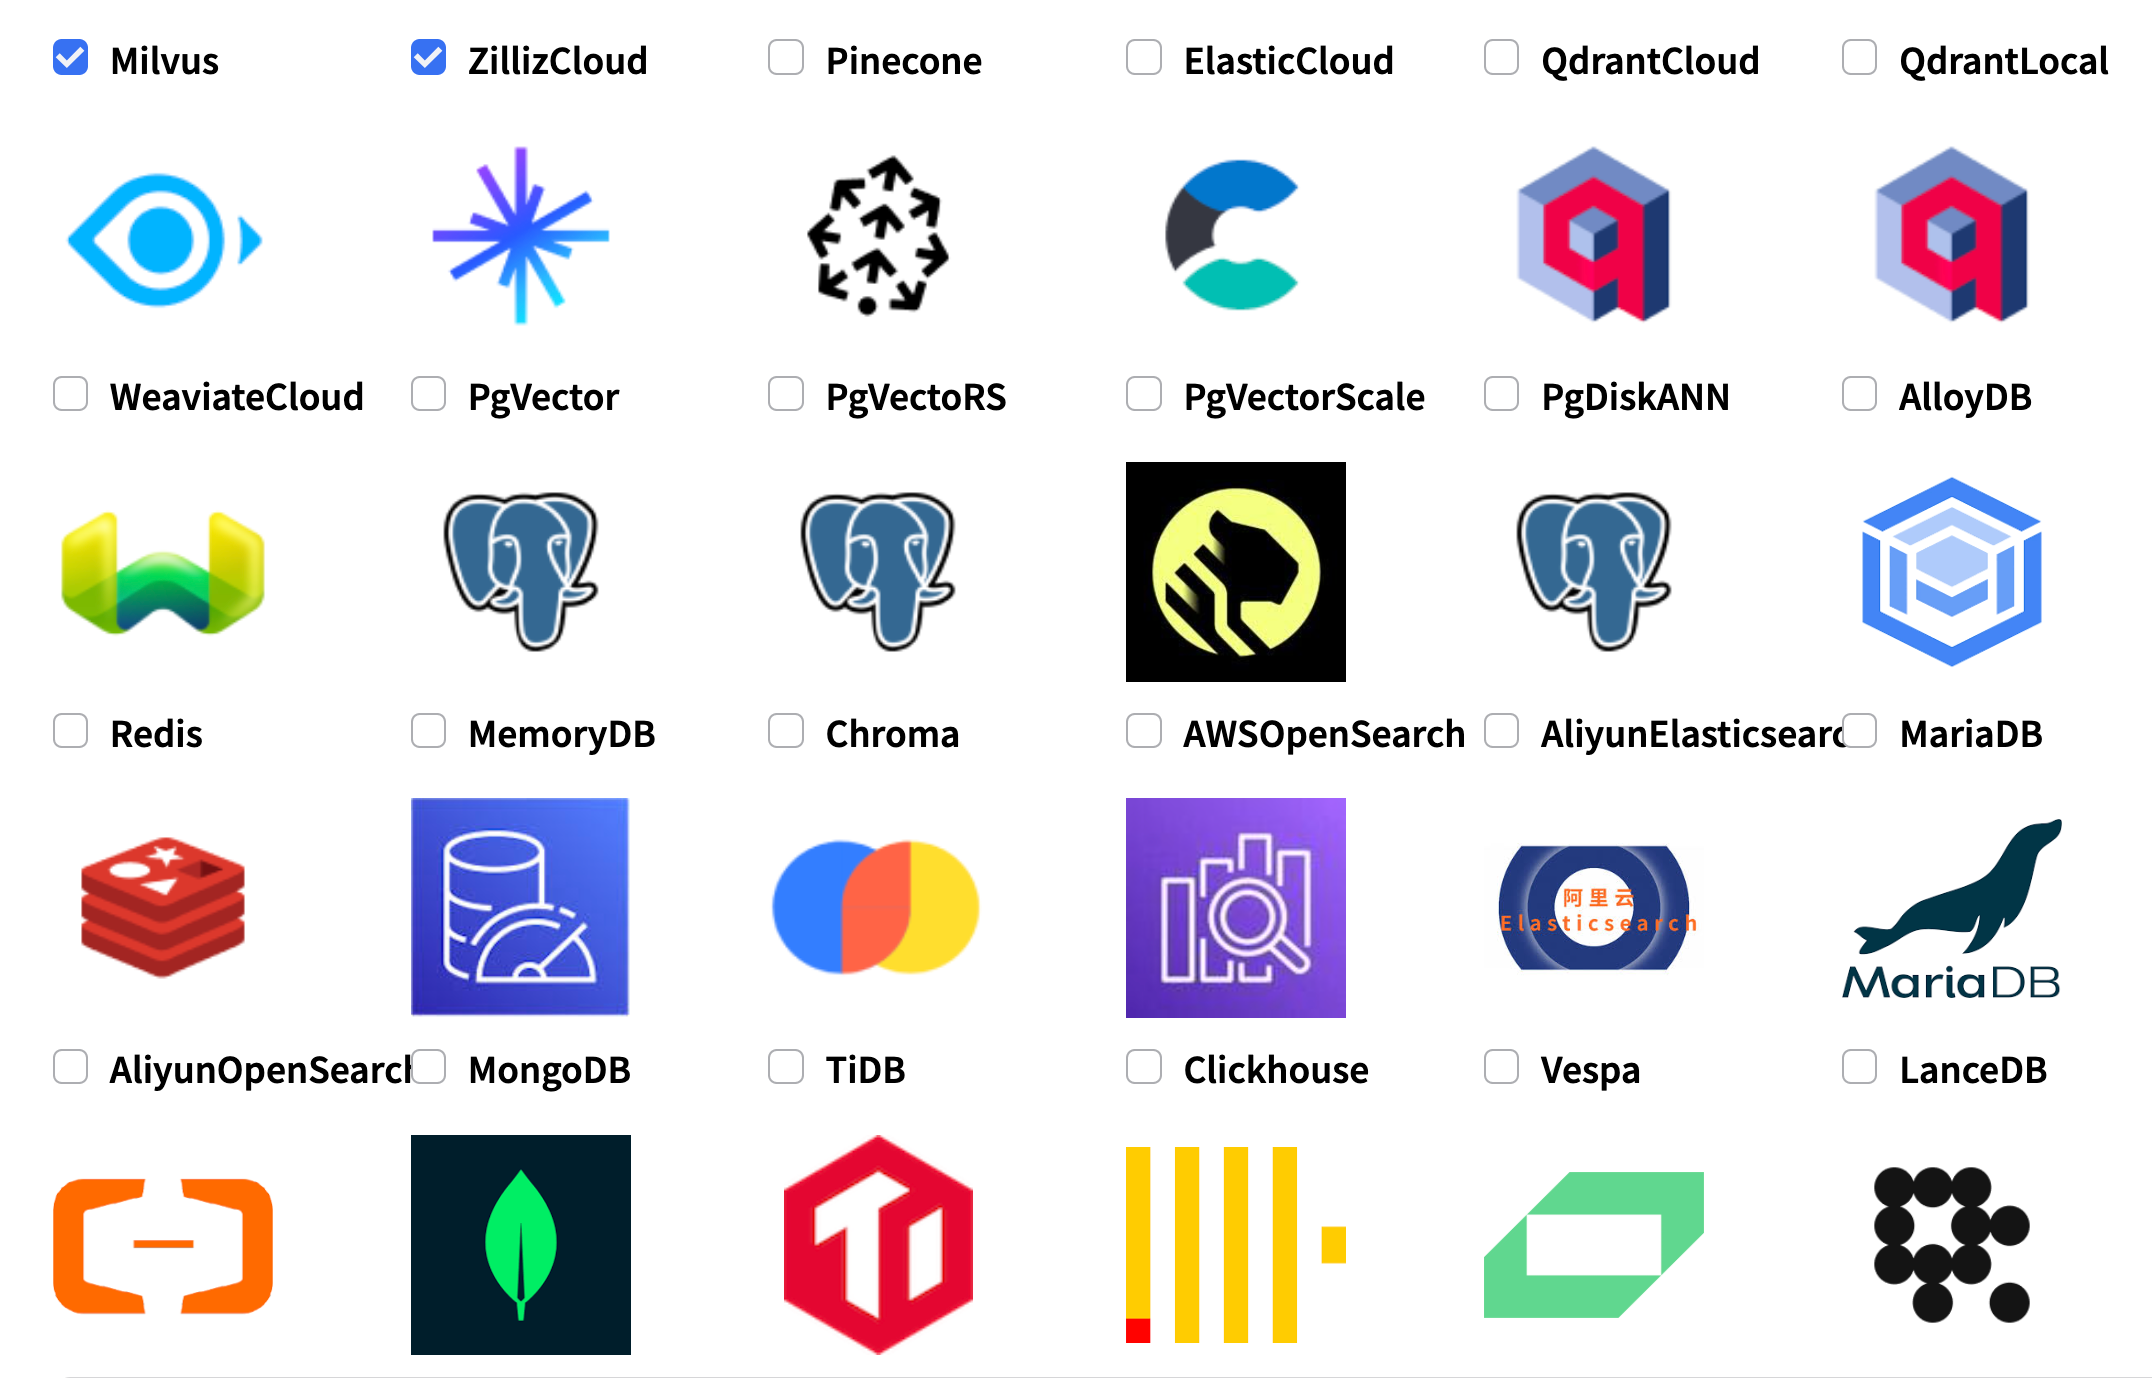 Milvus
ZillizCloud
Pinecone
ElasticCloud
QdrantCloud
QdrantLocal
WeaviateCloud
PgVector
PgVectoRS
PgVectorScale
PgDiskANN
AlloyDB
Redis
MemoryDB
Chroma
AWSOpenSearch
AliyunElasticsearc
MariaDB
阿里云
Elasticsearch
MariaDB
AliyunOpenSearch
MongoDB
TiDB
Clickhouse
Vespa
LanceDB